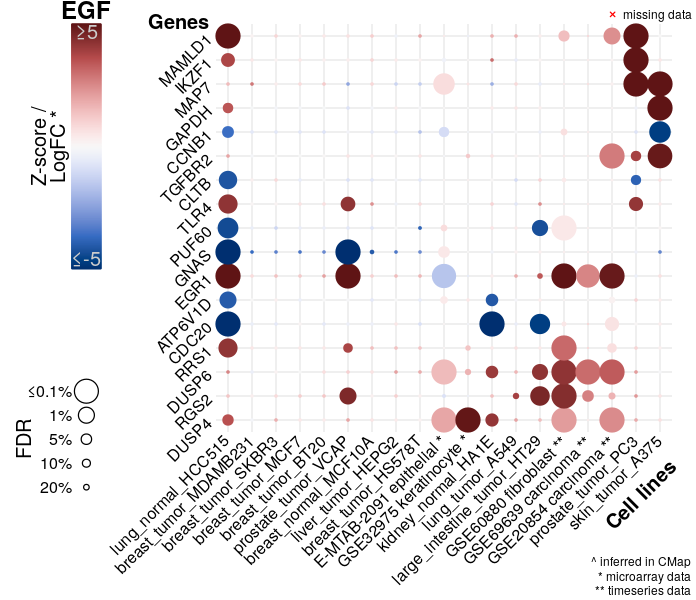 EGF
≥5
≤-5
Z-score /
LogFC *
Genes
× missing data
MAMLD1
IKZF1
MAP7
GAPDH
CCNB1
TGFBR2
CLTB
TLR4
PUF60
GNAS
EGR1
ATP6V1D
CDC20
RRS1
DUSP6
RGS2
DUSP4
FDR
≤0.1%
1%
5%
10%
20%
lung_normal_HCC515
breast_tumor_MDAMB231
breast_tumor_SKBR3
breast_tumor_MCF7
breast_tumor_BT20
prostate_tumor_VCAP
breast_normal_MCF10A
liver_tumor_HEPG2
breast_tumor_HS578T
E-MTAB-2091 epithelial *
GSE32975 keratinocyte *
kidney_normal_HA1E
lung_tumor_A549
large_intestine_tumor_HT29
GSE60880 fibroblast **
GSE69639 carcinoma **
GSE20854 carcinoma **
prostate_tumor_PC3
skin_tumor_A375
Cell lines
^ inferred in CMap
* microarray data
** timeseries data